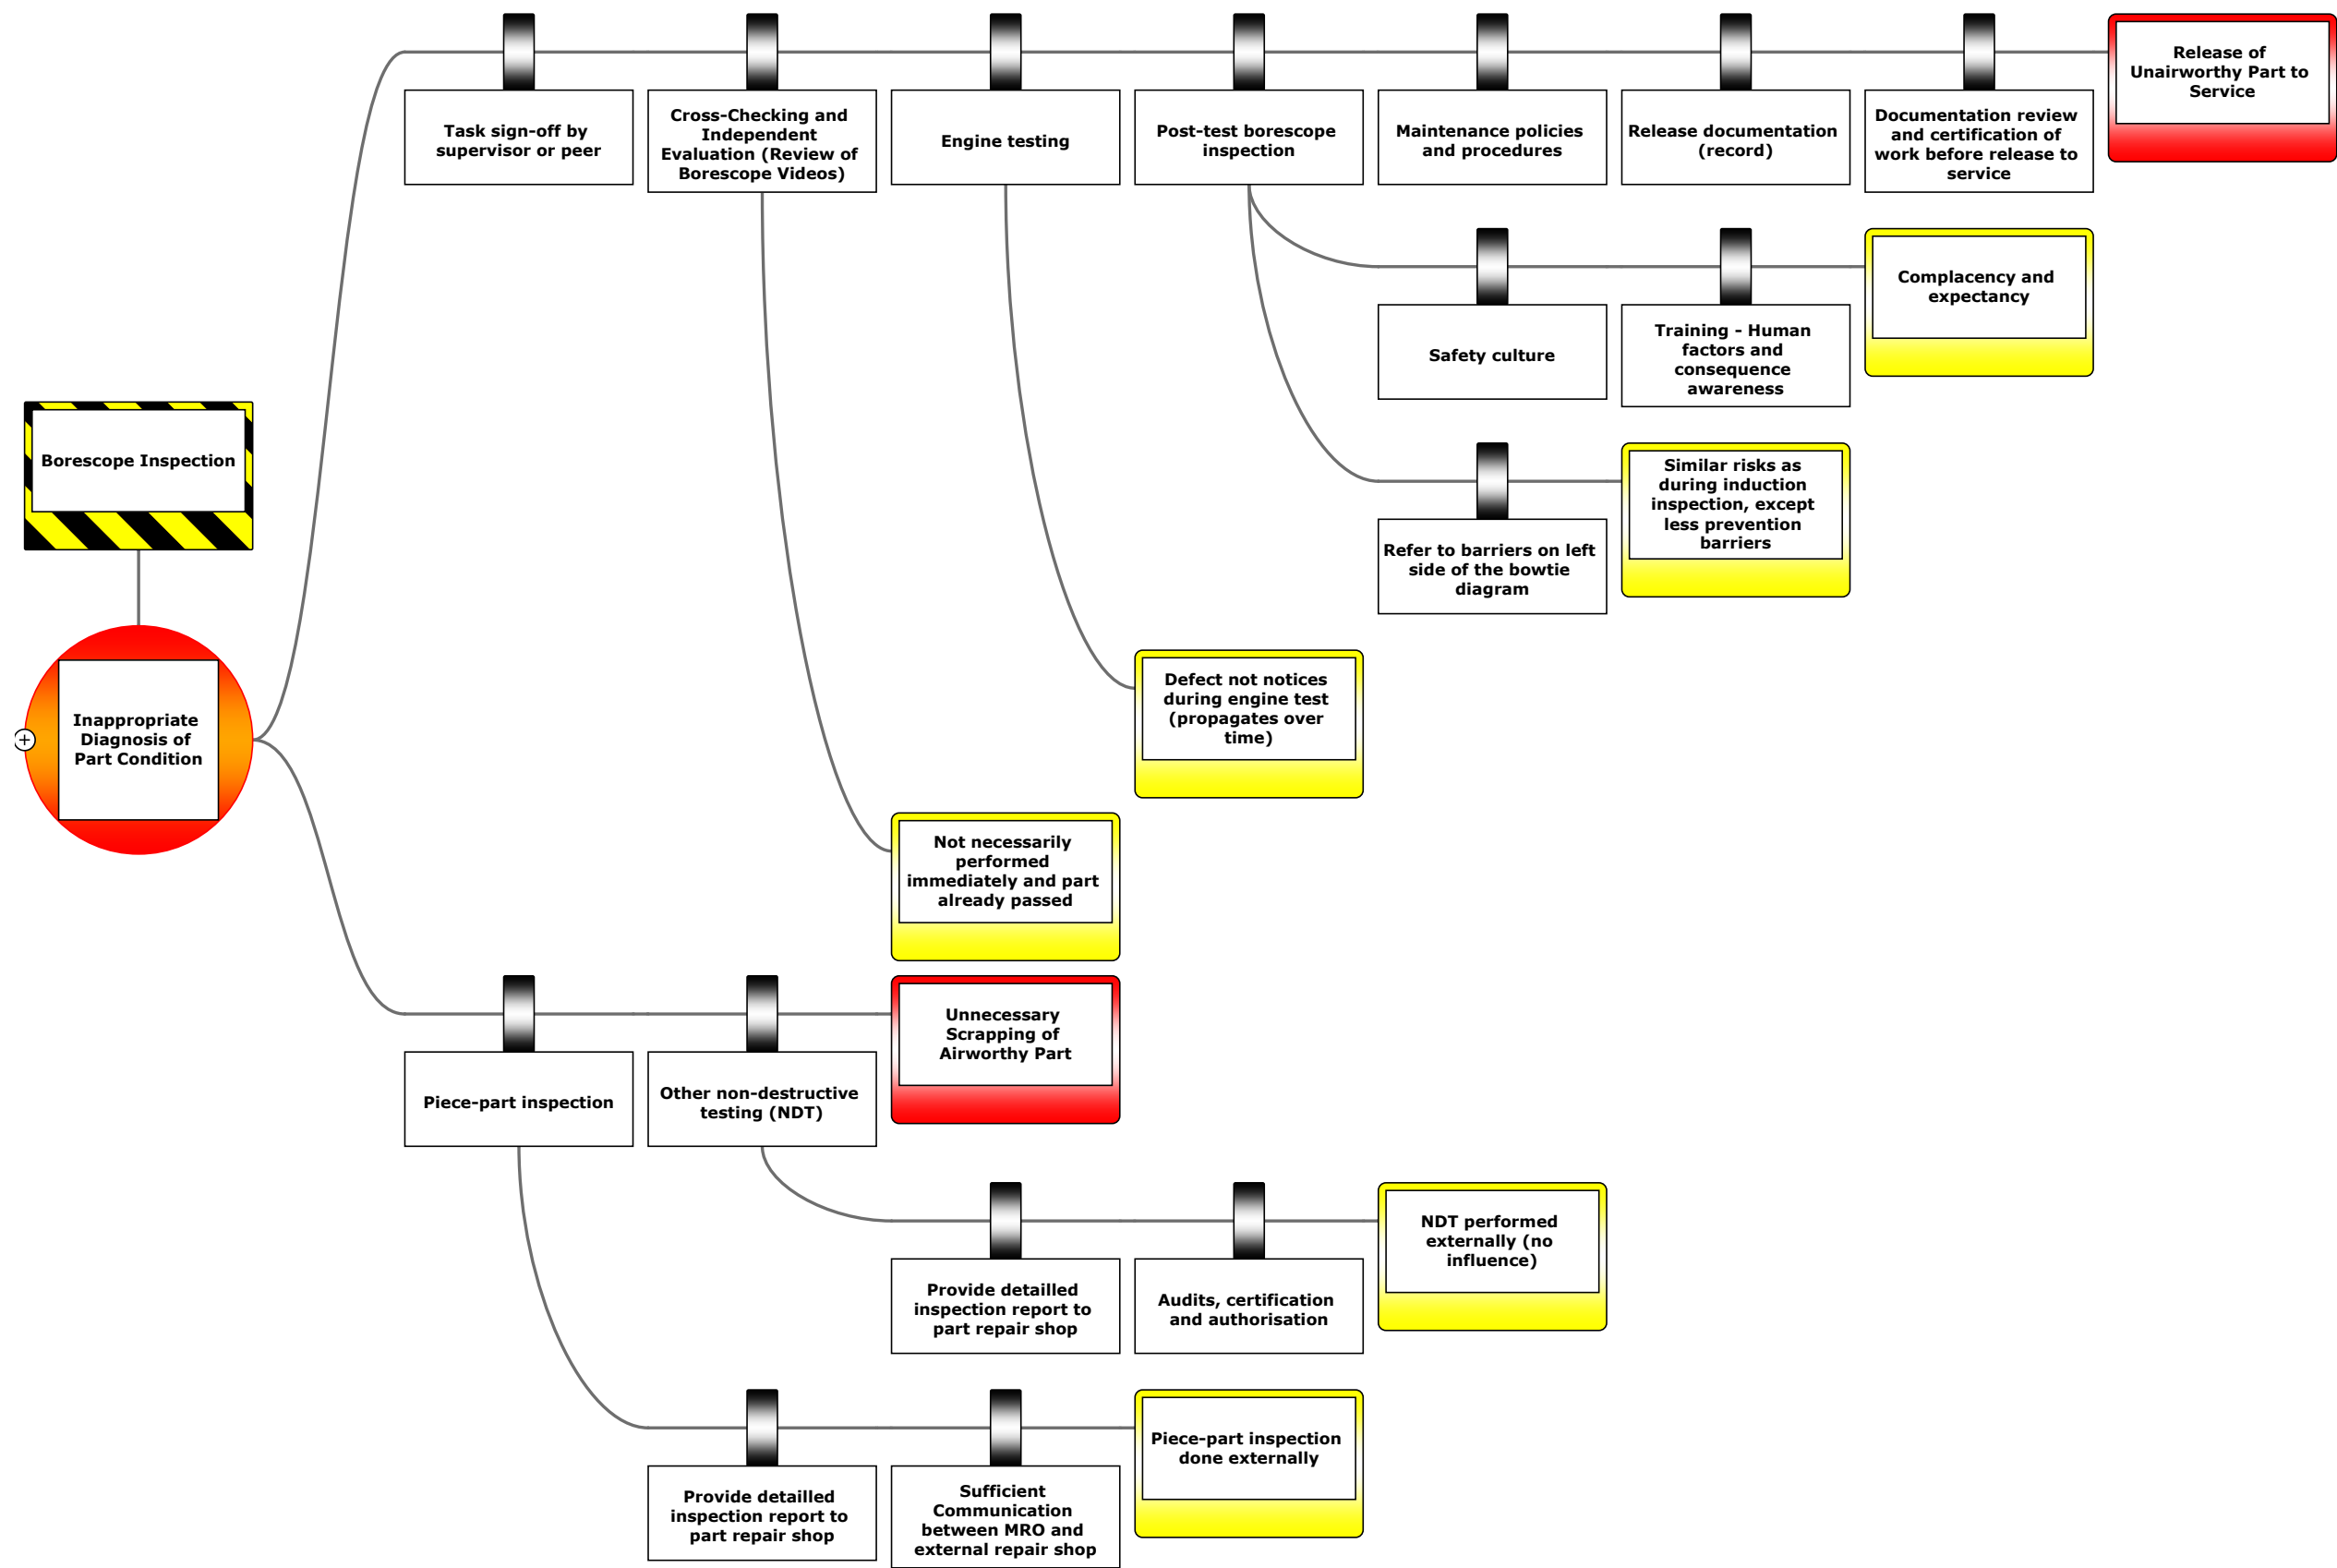 Release of
Unairworthy Part to
Service
Task sign-off by
supervisor or peer
Cross-Checking and
Independent
Evaluation (Review of
Borescope Videos)
Engine testing
Post-test borescope
inspection
Maintenance policies
and procedures
Release documentation
(record)
Documentation review
and certification of
work before release to
service
Complacency and
expectancy
Safety culture
Training - Human
factors and
consequence
awareness
Borescope Inspection
Similar risks as
during induction
inspection, except
less prevention
barriers
Refer to barriers on left
side of the bowtie
diagram
Inappropriate
Diagnosis of
Part Condition
Defect not notices
during engine test
(propagates over
time)
Not necessarily
performed
immediately and part
already passed
Unnecessary
Scrapping of
Airworthy Part
Piece-part inspection
Other non-destructive
testing (NDT)
NDT performed
externally (no
influence)
Provide detailled
inspection report to
part repair shop
Audits, certification
and authorisation
Piece-part inspection
done externally
Provide detailled
inspection report to
part repair shop
Sufficient
Communication
between MRO and
external repair shop